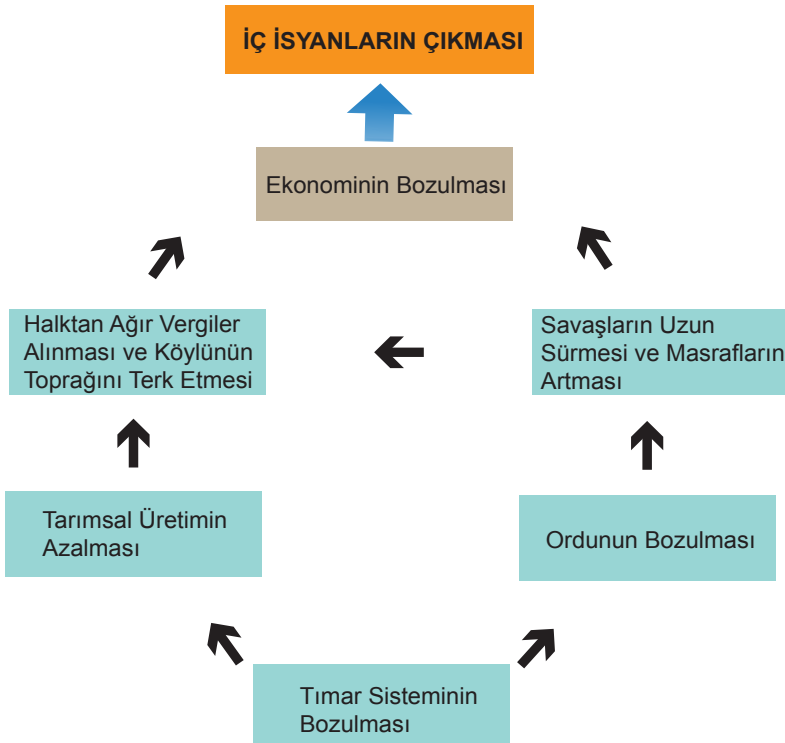 İÇ İSYANLARIN ÇIKMASI
Ekonominin Bozulması
Halktan Ağır Vergiler
Alınması ve Köylünün
Toprağını Terk Etmesi
Savaşların Uzun
Sürmesi ve Masrafların
Artması
Tarımsal Üretimin
Azalması
Ordunun Bozulması
Tımar Sisteminin
Bozulması